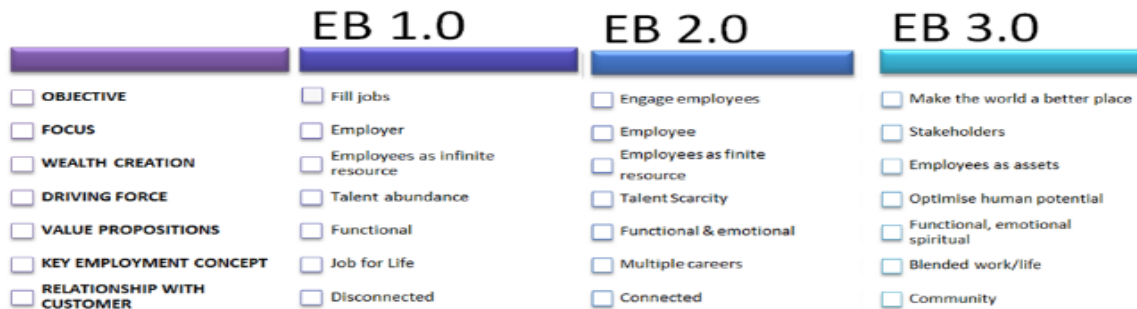 EB 1.0 EB 2.0 EB 3.0
OBJECTIVE Fill jobs Engage employees Make the world a better place
FOCUS Employer Employee Stakeholders
WEALTH CREATION Employees as infinite resource Employees as finite resource Employees as assets
DRIVING FORCE Talent abundance Talent Scarcity Optimise human potential
VALUE PROPOSITIONS Functional Functional & emotional Functional, emotional spiritual
KEY EMPLOYMENT CONCEPT Job for Life Multiple careers Blended work/life
RELATIONSHIP WITH CUSTOMER Disconnected Connected Community